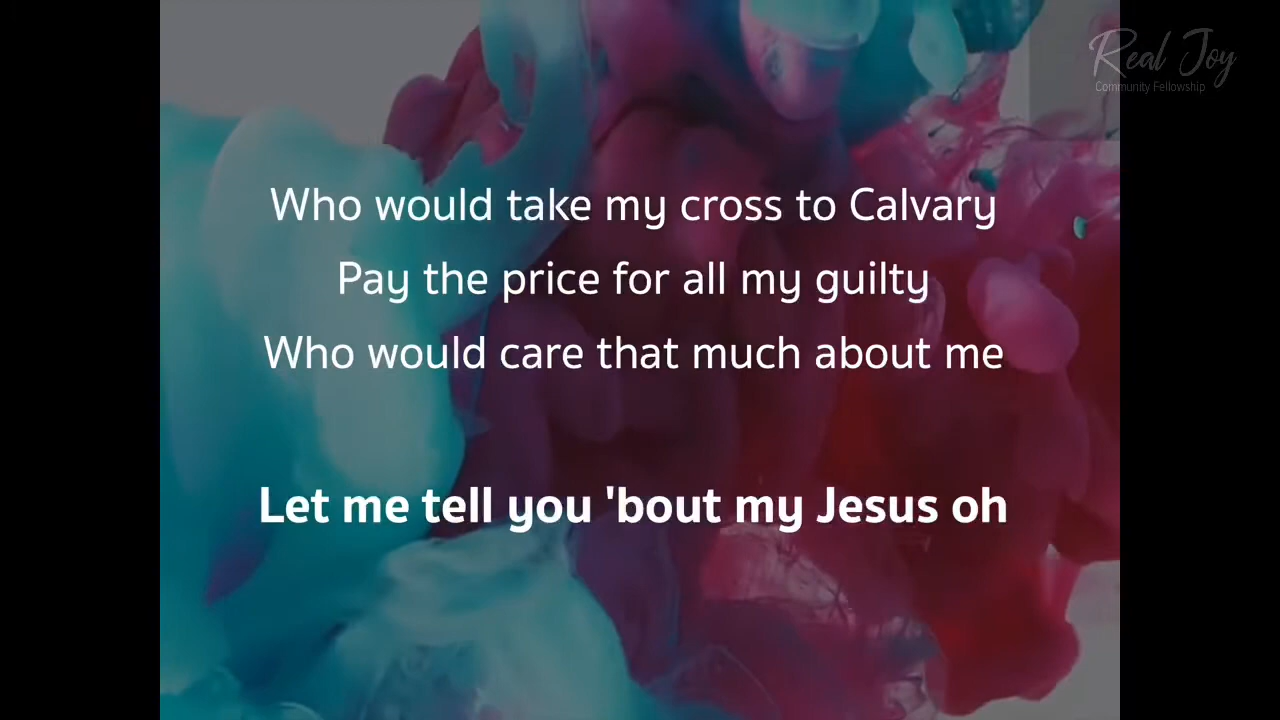 Real Joy
Community Fellowship
Who would take my cross to Calvary
Pay the price for all my guilty
Who would care that much about me
Let me tell you 'bout my Jesus oh